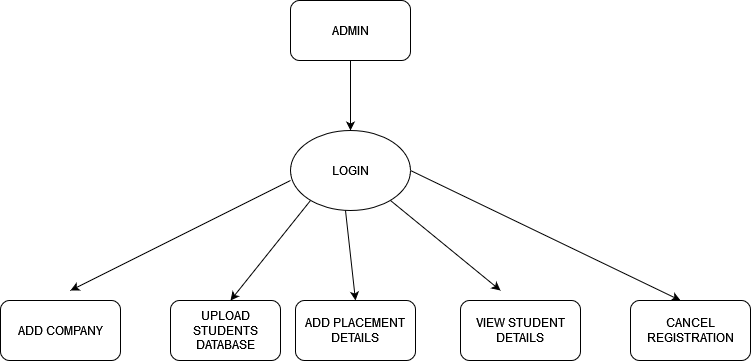 ADMIN
LOGIN
ADD COMPANY
UPLOAD
STUDENTS
DATABASE
ADD PLACEMENT
DETAILS
VIEW STUDENT
DETAILS
CANCEL
REGISTRATION